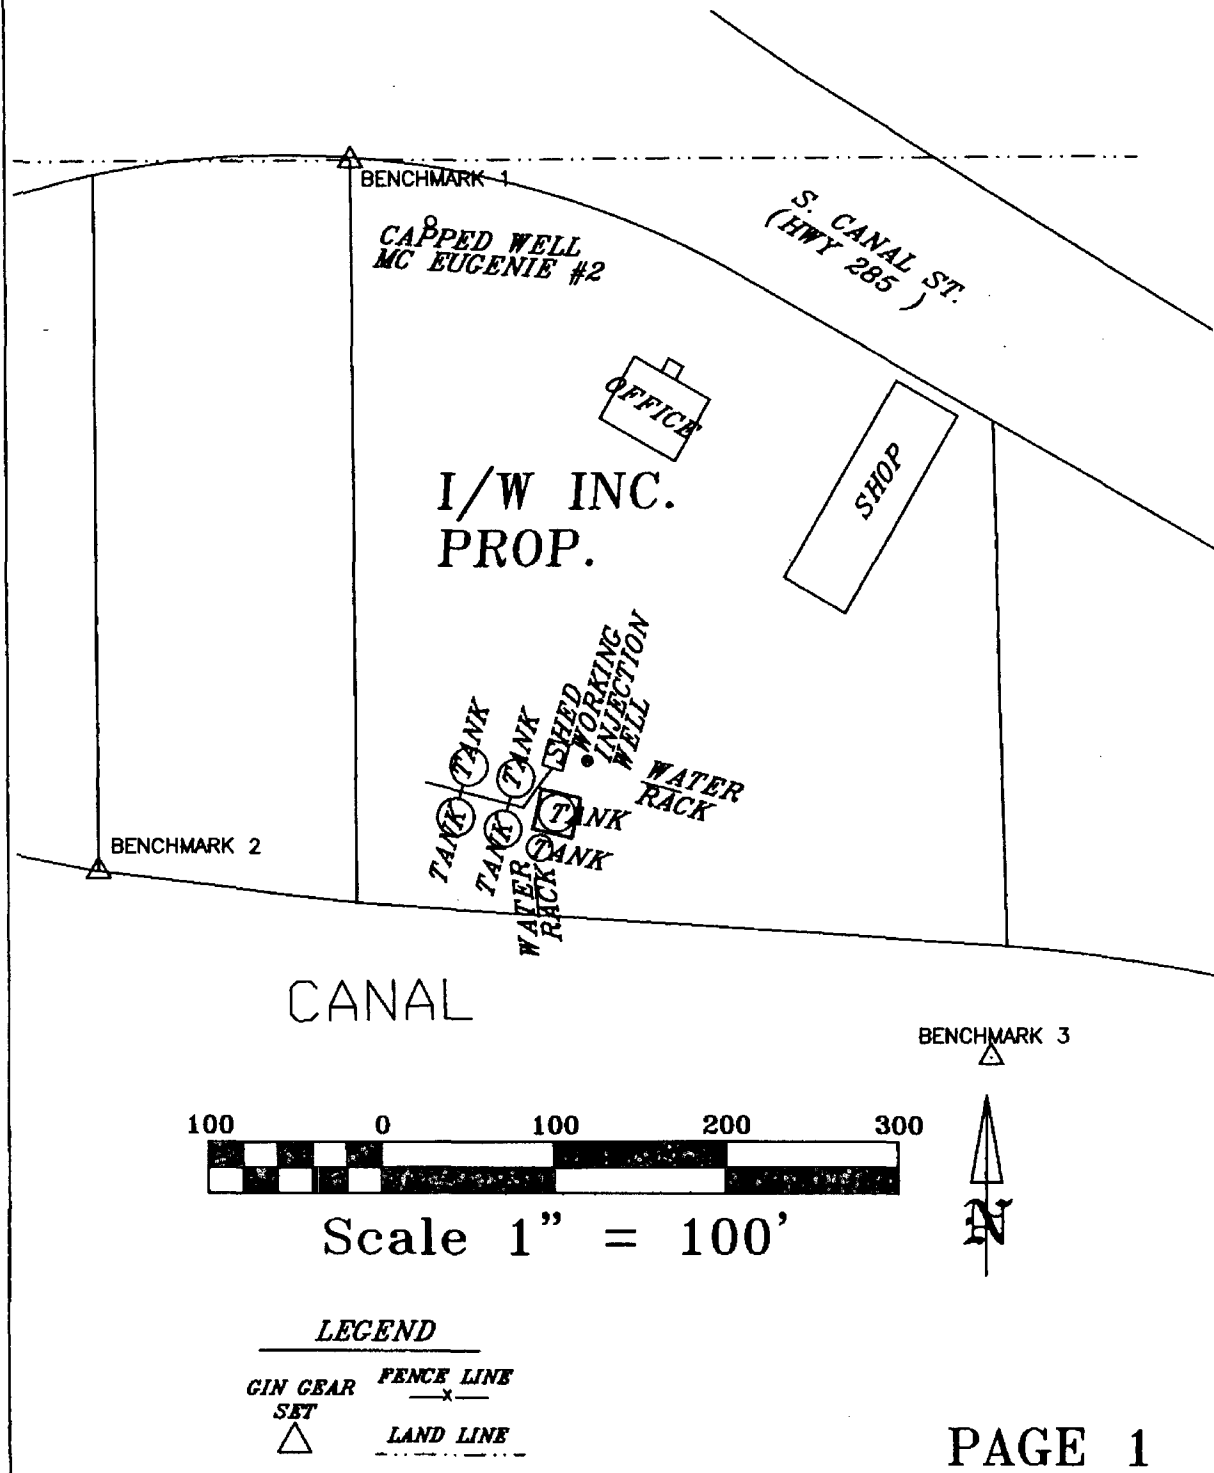 BENCHMARK 1
CAPPED WELL
MC EUGENIE #2
S. CANAL ST.
(HWY 285 )
OFFICE
SHOP
I/W INC.
PROP.
TANK
TANK
SHED
WORKING
INJECTION
WELL
WATER
RACK
TANK
TANK
TANK
TANK
WATER
RACK
BENCHMARK 2
CANAL
BENCHMARK 3
100 0 100 200 300
Scale 1" = 100'
N
LEGEND
GIN GEAR
SET
FENCE LINE
x
LAND LINE
PAGE 1